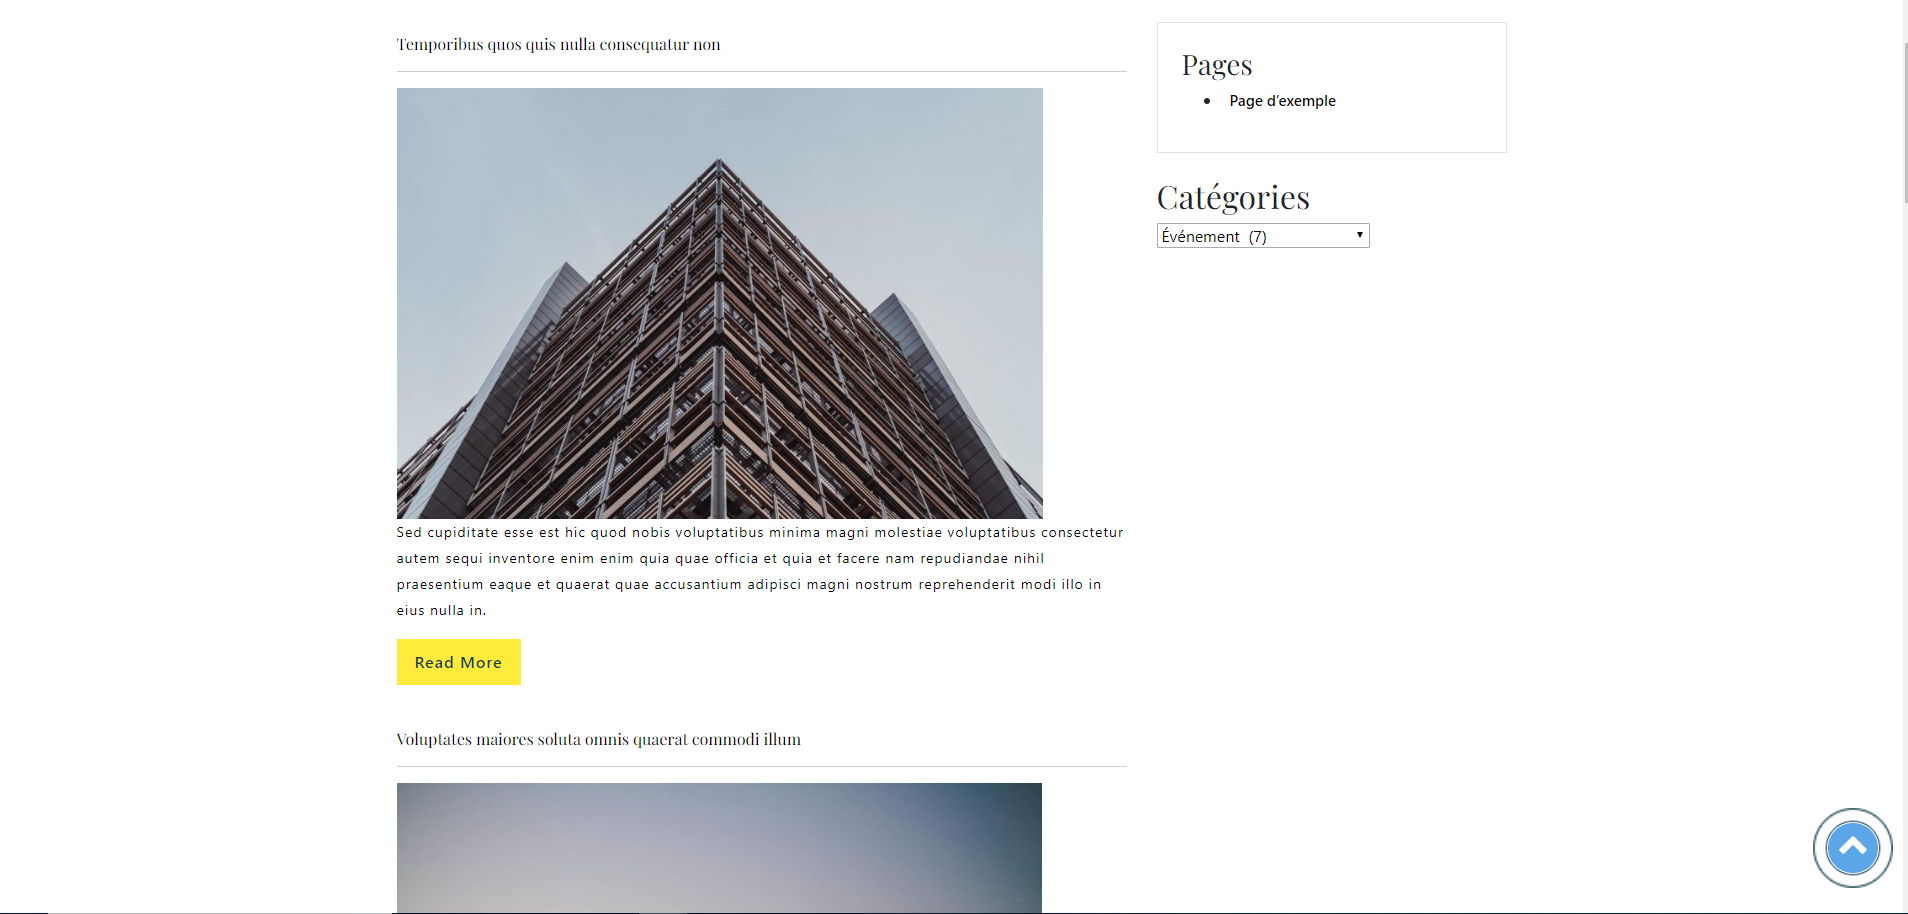 Temporibus quos quis nulla consequatur non
Sed cupiditate esse est hic quod nobis voluptatibus minima magni molestiae voluptatibus consectetur
autem sequi inventore enim enim quia quae officia et quia et facere nam repudiandae nihil
praesentium eaque et quaerat quae accusantium adipisci magni nostrum reprehenderit modi illo in
eius nulla in.
Read More
Voluptates maiores soluta omnis quaerat commodi illum
Pages
Page d’exemple
Catégories
Événement (7)